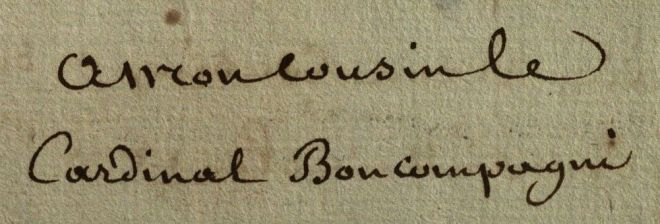 A mon cousin le
Cardinal Boncompagni